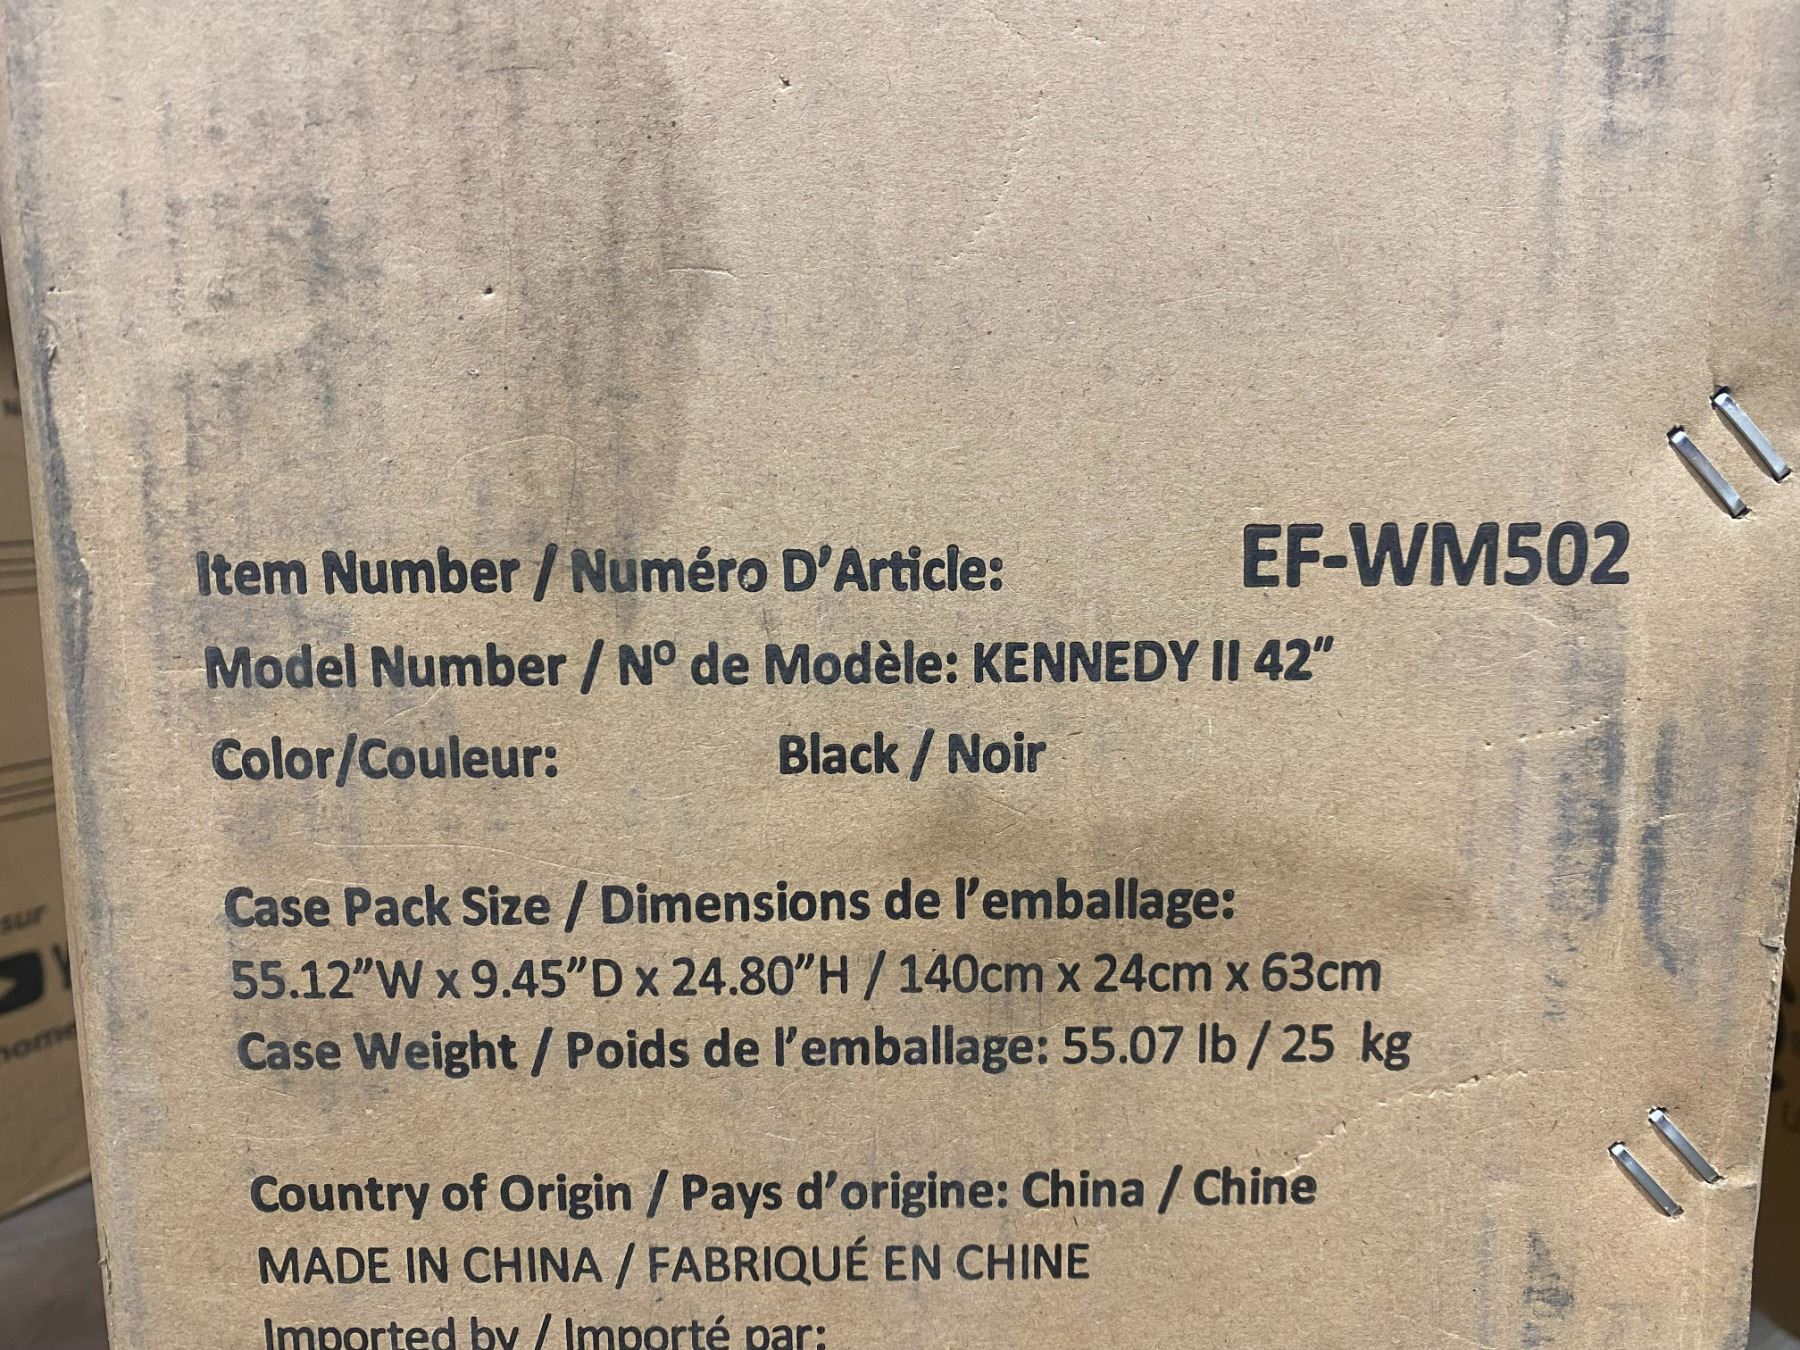 Item Number / Numéro D’Article: EF-WM502
Model Number / Nº de Modèle: KENNEDY II 42”
Color/Couleur: Black / Noir
Case Pack Size / Dimensions de l’emballage:
55.12”W x 9.45”D x 24.80”H / 140cm x 24cm x 63cm
Case Weight / Poids de l’emballage: 55.07 lb / 25 kg
Country of Origin / Pays d’origine: China / Chine
MADE IN CHINA / FABRIQUÉ EN CHINE
Imported by / Importé par:
sur